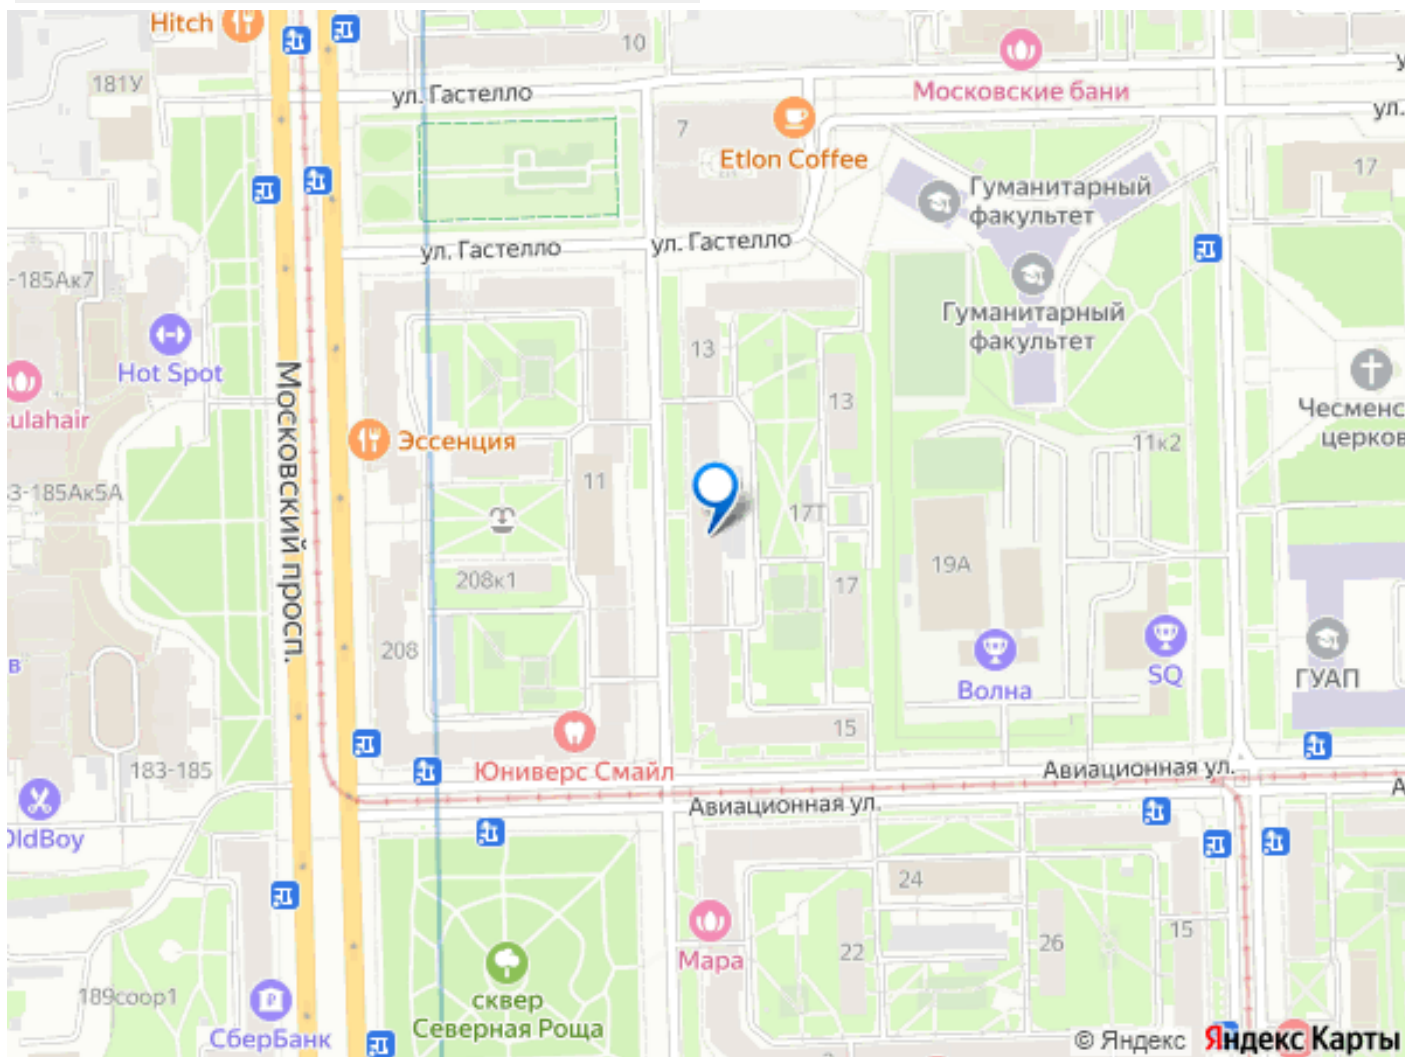 Hitch
10
181У
Московские бани
ул. Гастелло
ул.
7
Etlon Coffee
17
Гуманитарный
факультет
ул. Гастелло
ул. Гастелло
-185Ак7
Гуманитарный
факультет
13
Hot Spot
Московский просп.
ulahair
13
Чесменс
церков
Эссенция
11к2
11
3-185Ак5А
17Т
19А
208к1
17
208
в
Волна
SQ
ГУАП
15
Юниверс Смайл
183-185
Авиационная ул.
А
Авиационная ул.
OldBoy
24
15
22
26
Мара
189соор1
сквер
Северная Роща
СберБанк
© Яндекс Яндекс Карты